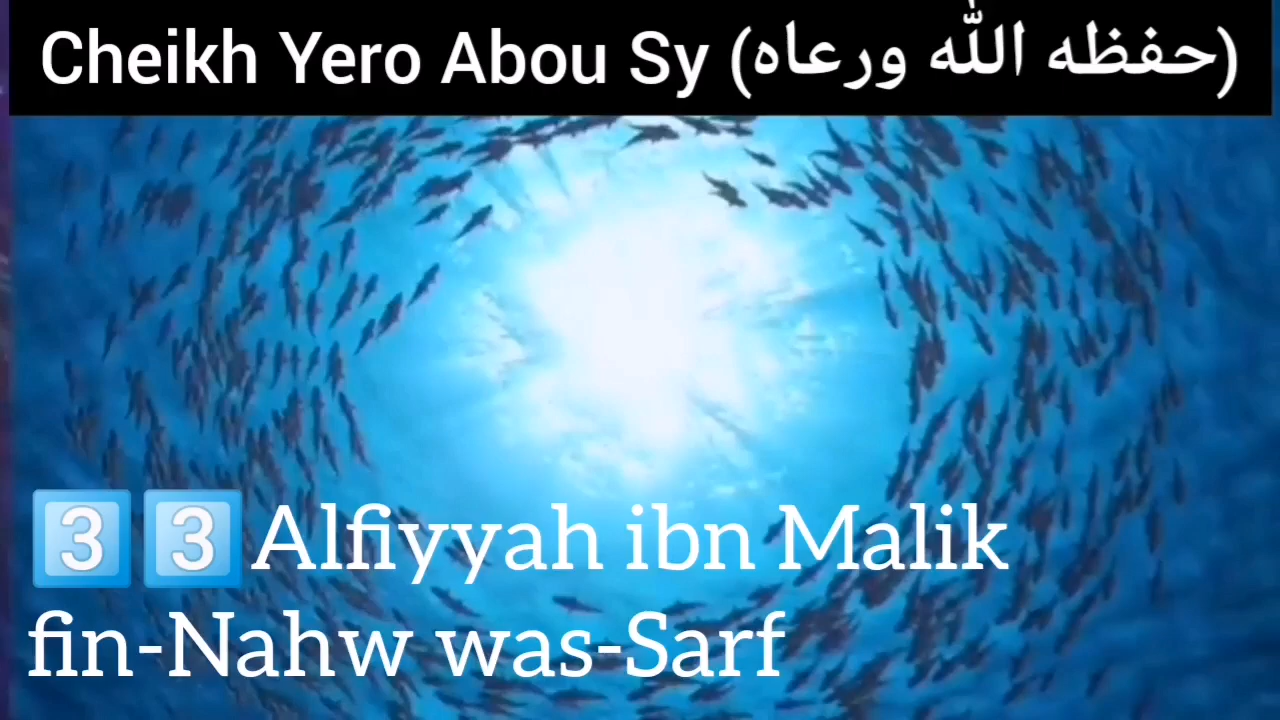 Cheikh Yero Abou Sy (حفظه الله ورعاه)
3️⃣3️⃣Alfiyyah ibn Malik
fin-Nahw was-Sarf